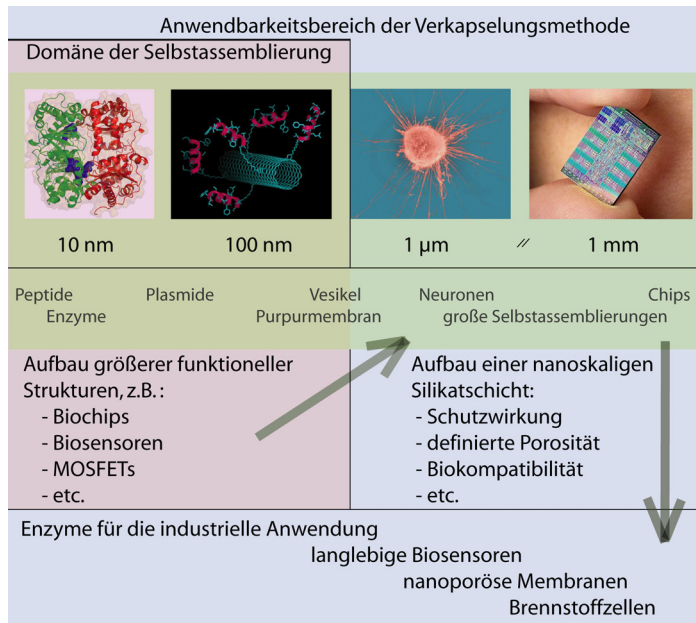 Anwendbarkeitsbereich der Verkapselungsmethode
Domäne der Selbstassemblierung
10 nm 100 nm 1 µm // 1 mm
Peptide Plasmide Vesikel Neuronen Chips
Enzyme Purpurmembran große Selbstassemblierungen
Aufbau größerer funktioneller
Strukturen, z.B.:
- Biochips
- Biosensoren
- MOSFETs
- etc.
Aufbau einer nanoskaligen
Silikatschicht:
- Schutzwirkung
- definierte Porosität
- Biokompatibilität
- etc.
Enzyme für die industrielle Anwendung
langlebige Biosensoren
nanoporöse Membranen
Brennstoffzellen